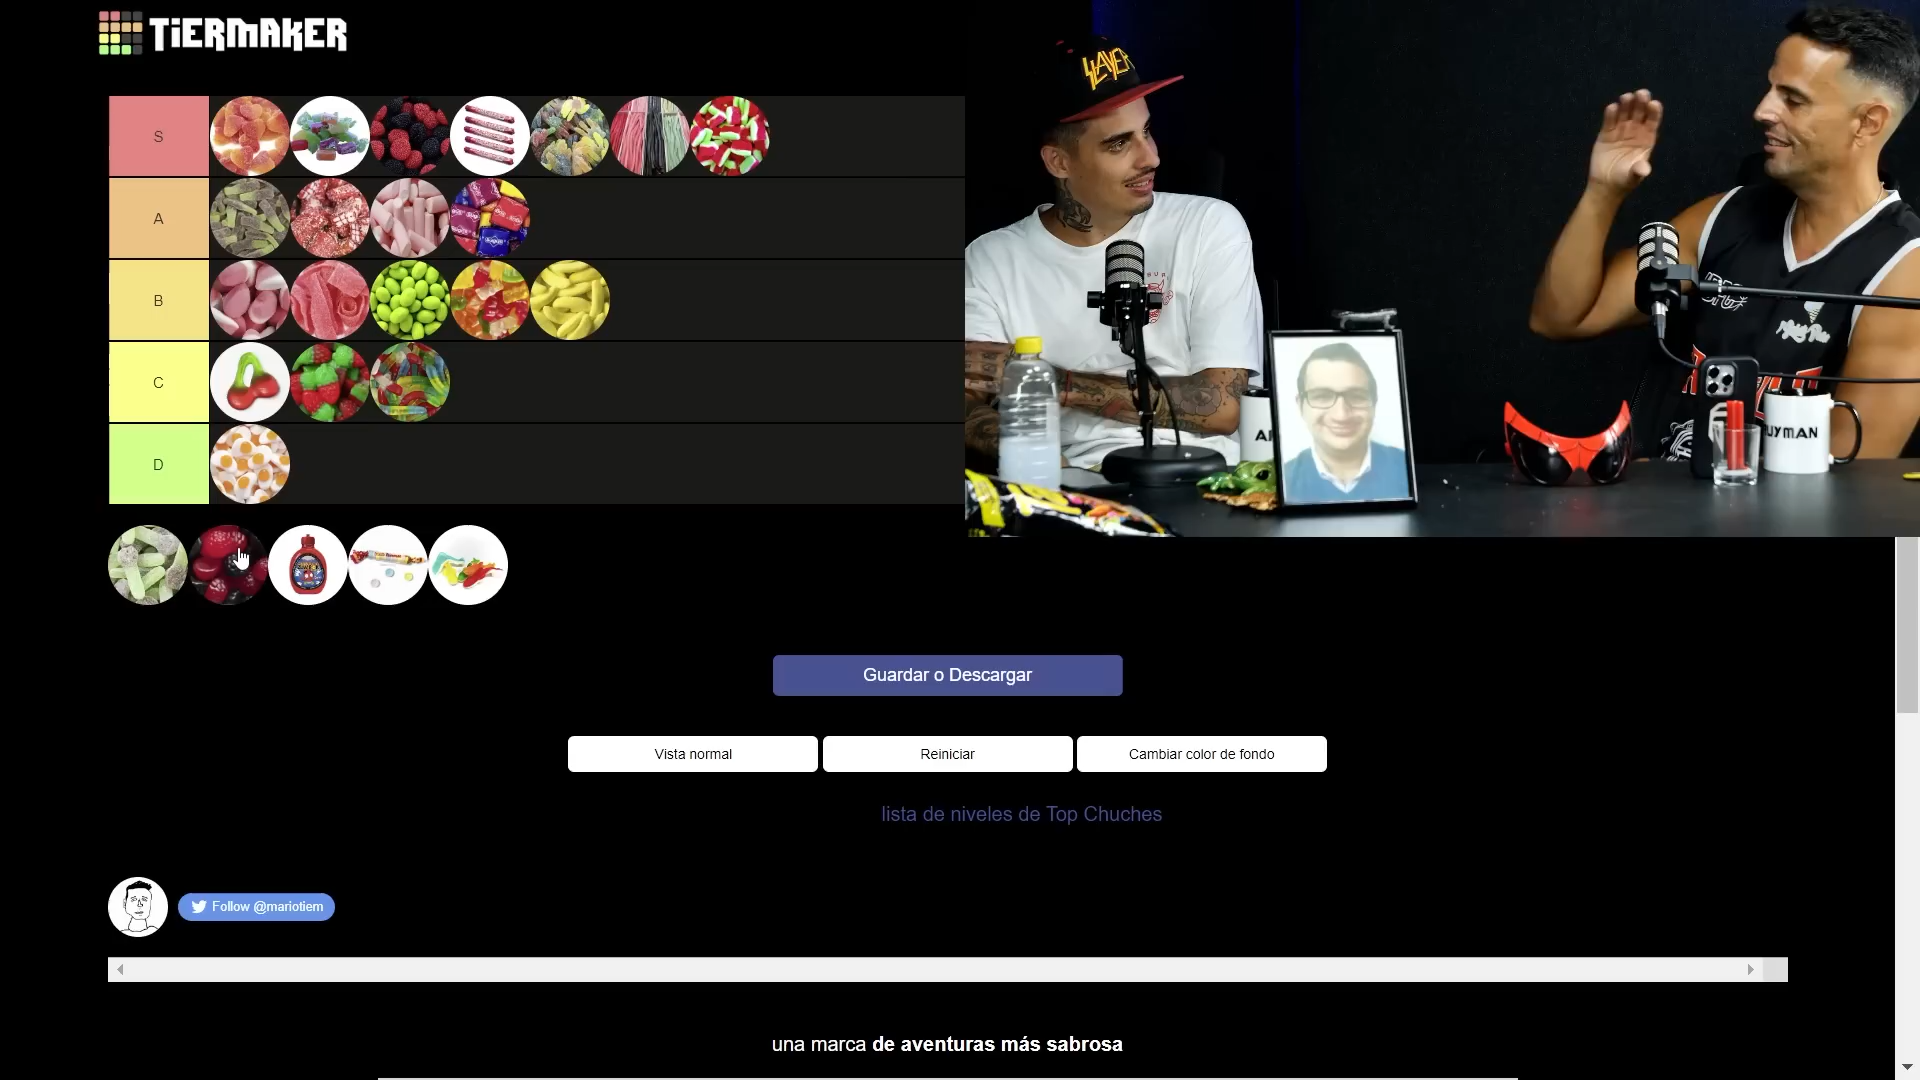 TiERMAKER
SLAYER
S
A
B
C
D
UYMAN
Guardar o Descargar
Vista normal
Reiniciar
Cambiar color de fondo
lista de niveles de Top Chuches
Follow @mariotiem
una marca de aventuras más sabrosa